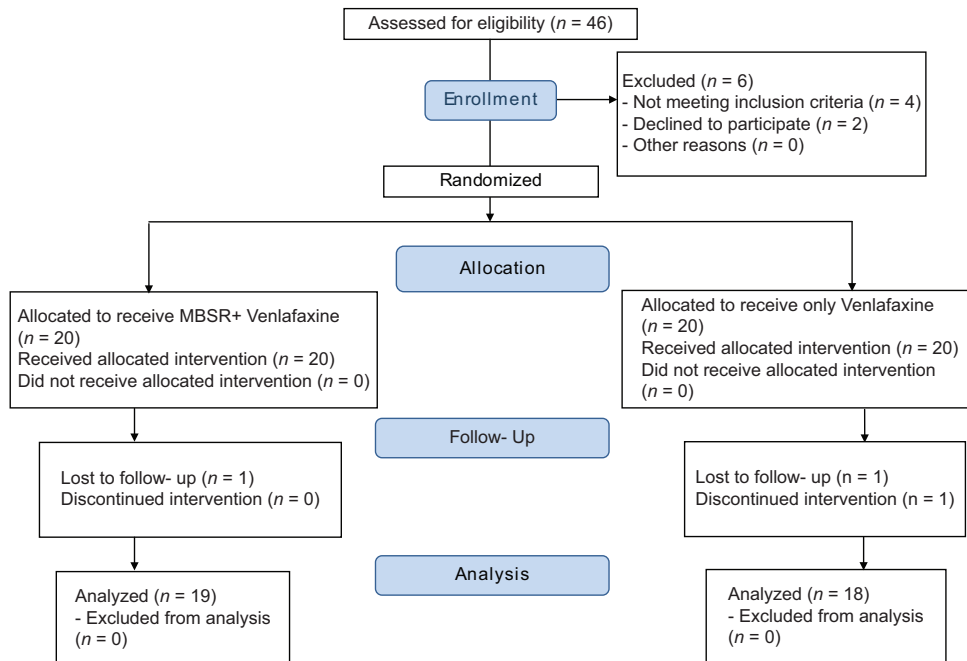 Assessed for eligibility (n = 46)
Enrollment
Excluded (n = 6)
- Not meeting inclusion criteria (n = 4)
- Declined to participate (n = 2)
- Other reasons (n = 0)
Randomized
Allocation
Allocated to receive MBSR+ Venlafaxine
(n = 20)
Received allocated intervention (n = 20)
Did not receive allocated intervention (n = 0)
Allocated to receive only Venlafaxine
(n = 20)
Received allocated intervention (n = 20)
Did not receive allocated intervention
(n = 0)
Follow- Up
Lost to follow- up (n = 1)
Discontinued intervention (n = 0)
Lost to follow- up (n = 1)
Discontinued intervention (n = 1)
Analysis
Analyzed (n = 19)
- Excluded from analysis
(n = 0)
Analyzed (n = 18)
- Excluded from analysis
(n = 0)